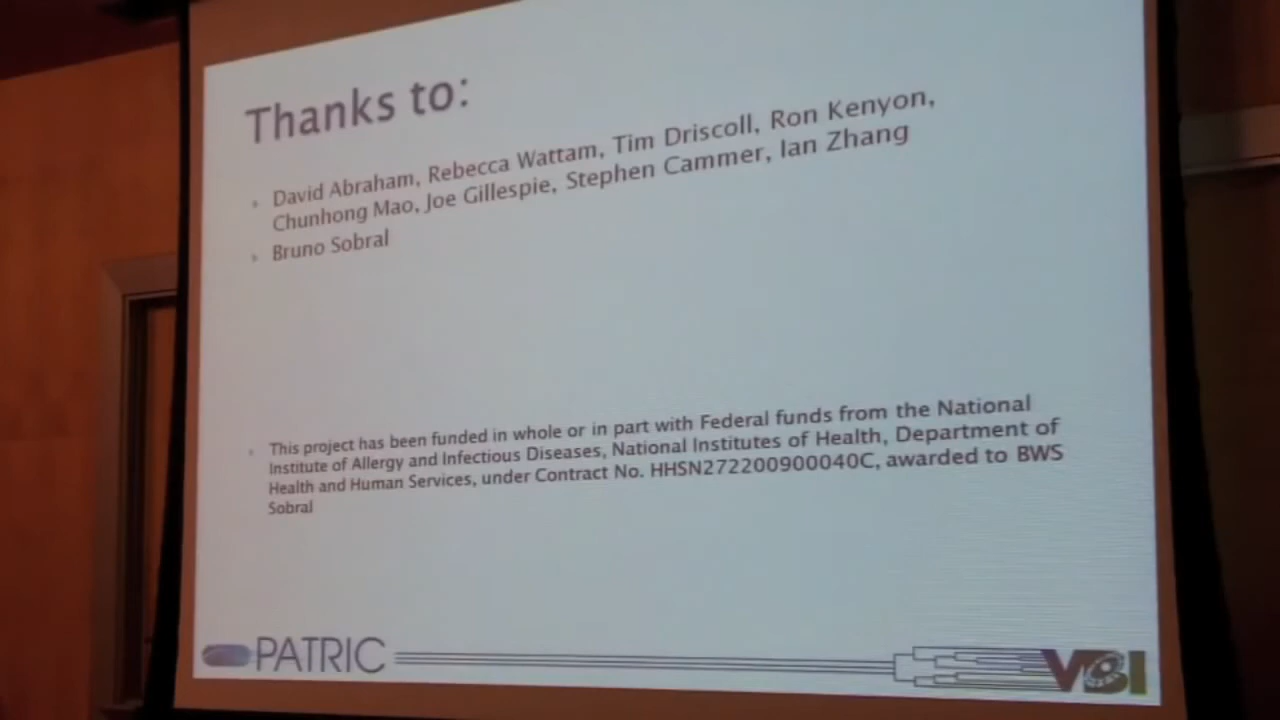 Thanks to:
David Abraham, Rebecca Wattam, Tim Driscoll, Ron Kenyon,
Chunhong Mao, Joe Gillespie, Stephen Cammer, Ian Zhang
Bruno Sobral
This project has been funded in whole or in part with Federal funds from the National
Institute of Allergy and Infectious Diseases, National Institutes of Health, Department of
Health and Human Services, under Contract No. HHSN272200900040C, awarded to BWS
Sobral
PATRIC
VBI